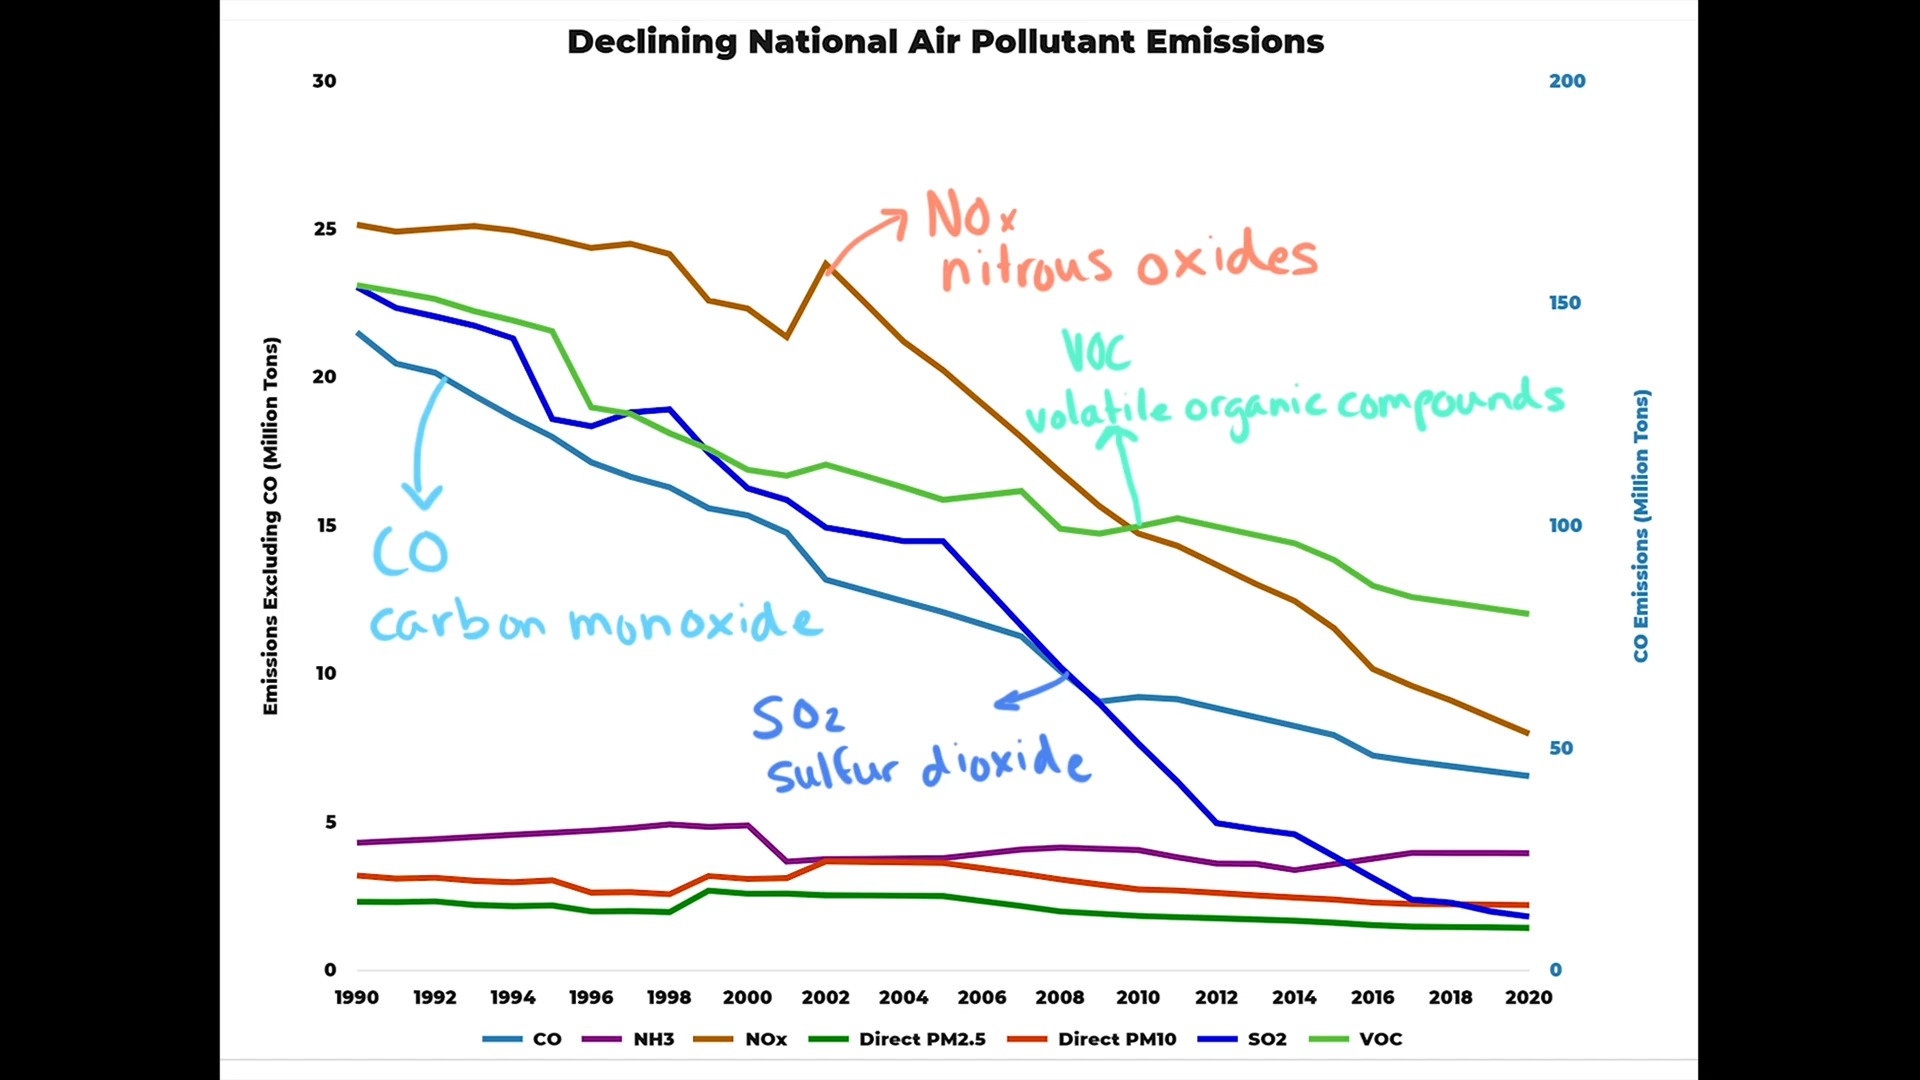 Declining National Air Pollutant Emissions
30
25
20
15
10
5
0
Emissions Excluding CO (Million Tons)
200
150
100
50
0
CO Emissions (Million Tons)
NOx
nitrous oxides
VOC
volatile organic compounds
CO
carbon monoxide
SO2
sulfur dioxide
1990 1992 1994 1996 1998 2000 2002 2004 2006 2008 2010 2012 2014 2016 2018 2020
CO NH3 NOx Direct PM2.5 Direct PM10 SO2 VOC